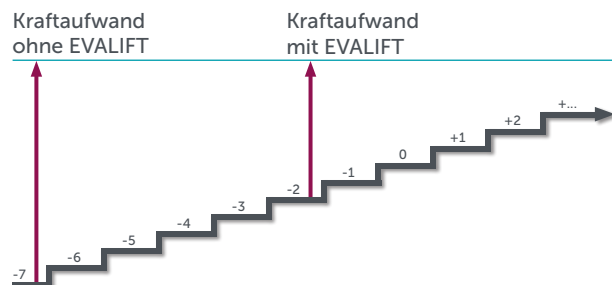 Kraftaufwand
ohne EVALIFT
Kraftaufwand
mit EVALIFT
+...
+2
+1
0
-1
-2
-3
-4
-5
-6
-7